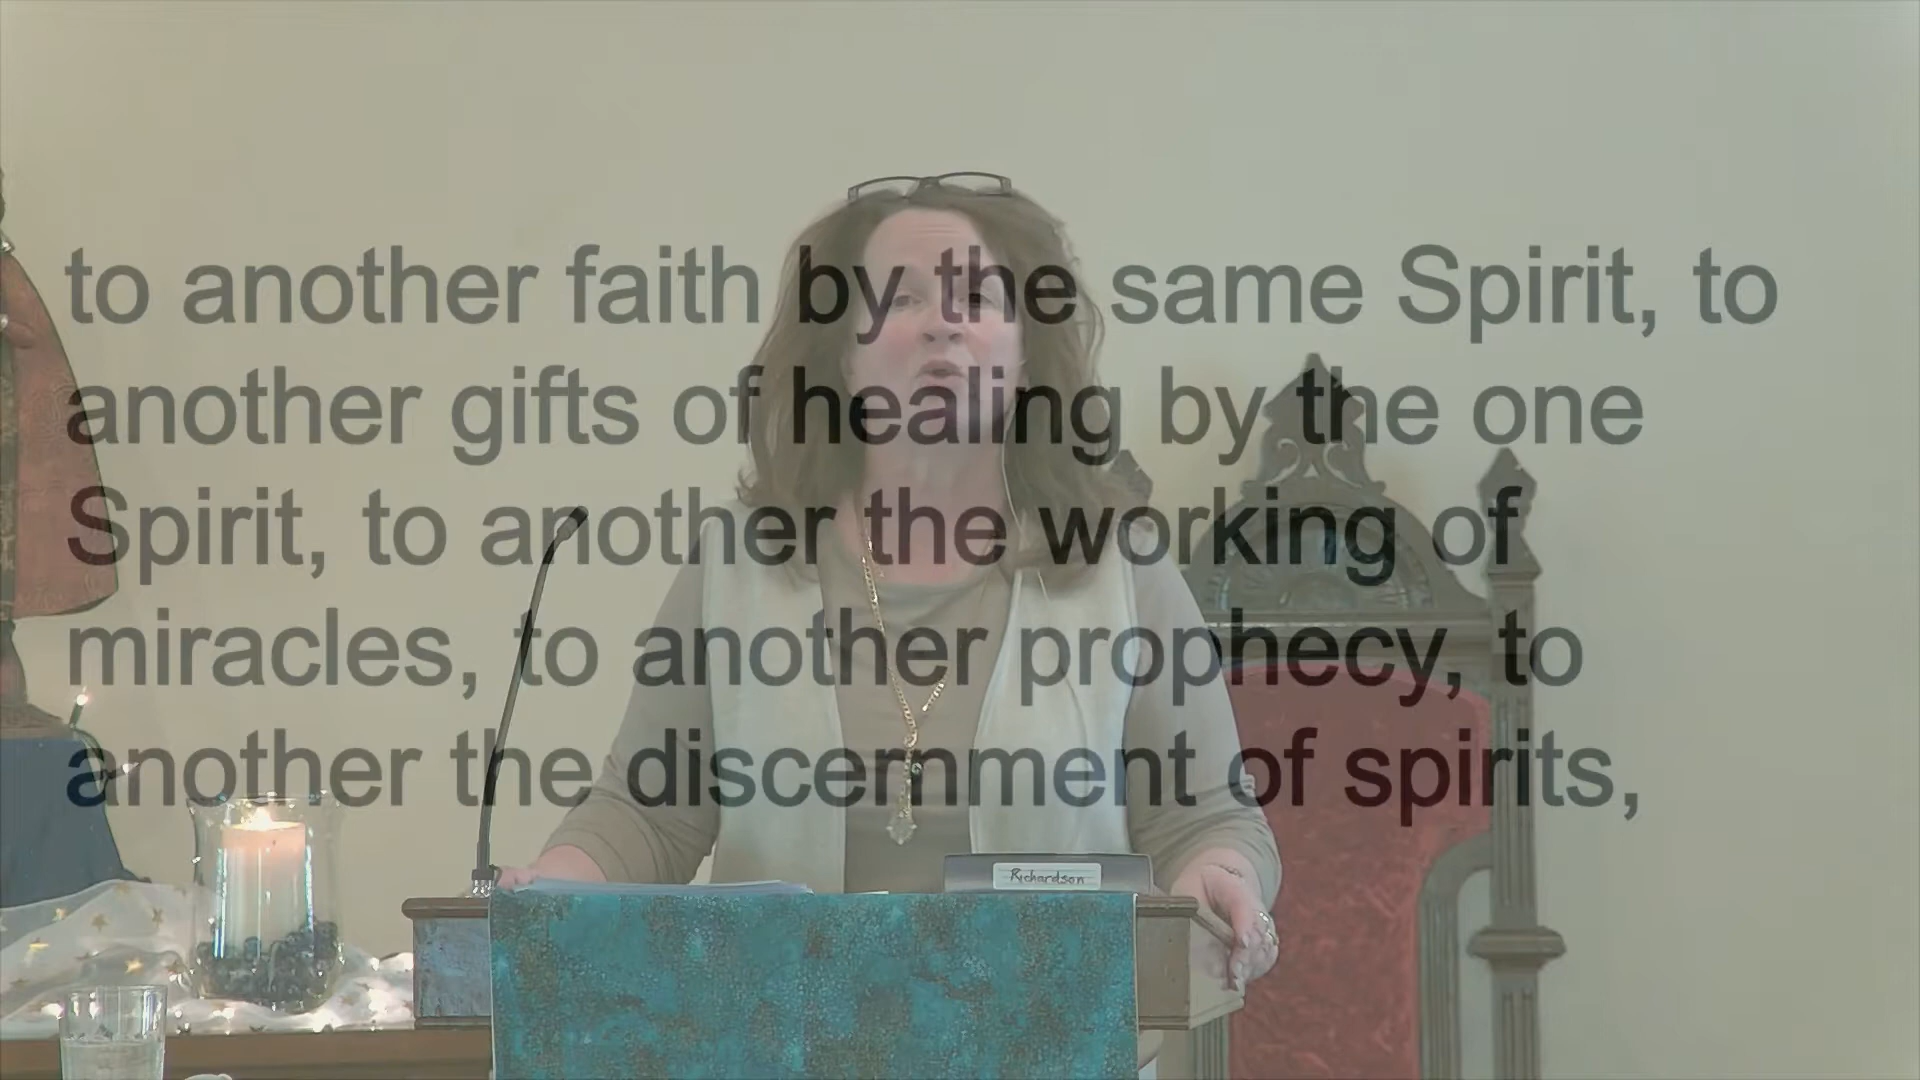 to another faith by the same Spirit, to
another gifts of healing by the one
Spirit, to another the working of
miracles, to another prophecy, to
another the discernment of spirits,
Richardson